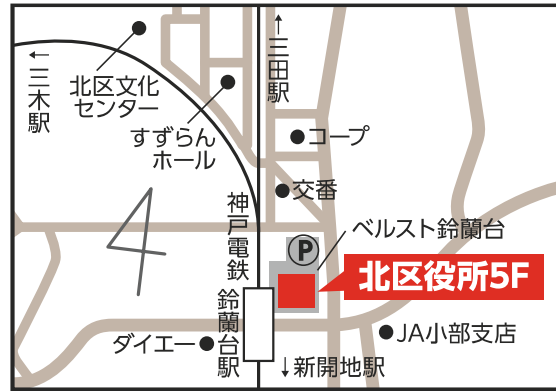 ↑三田駅
←三木駅
北区文化
センター
すずらん
ホール
コープ
交番
神戸電鉄
ベルスト鈴蘭台
P
北区役所5F
鈴蘭台駅
ダイエー
JA小部支店
↓新開地駅